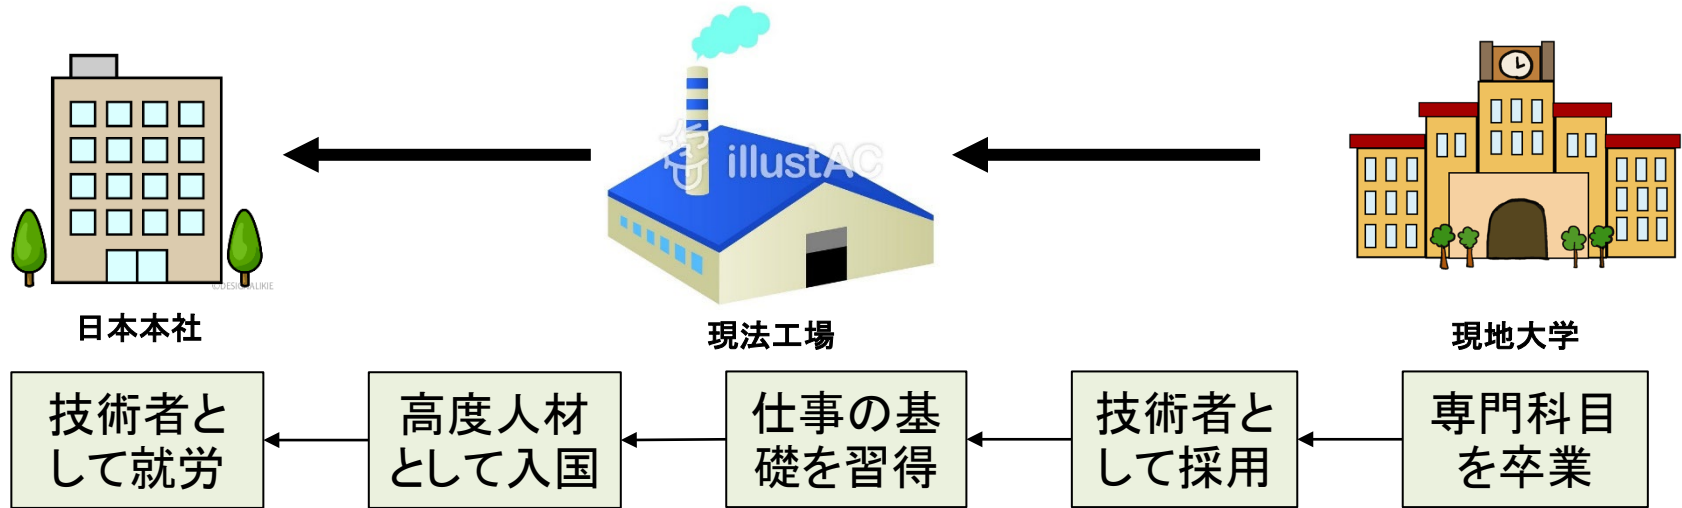 illustAC
©DESIGNALIKIE
日本本社
現法工場
現地大学
技術者と
して就労
高度人材
として入国
仕事の基
礎を習得
技術者と
して採用
専門科目
を卒業